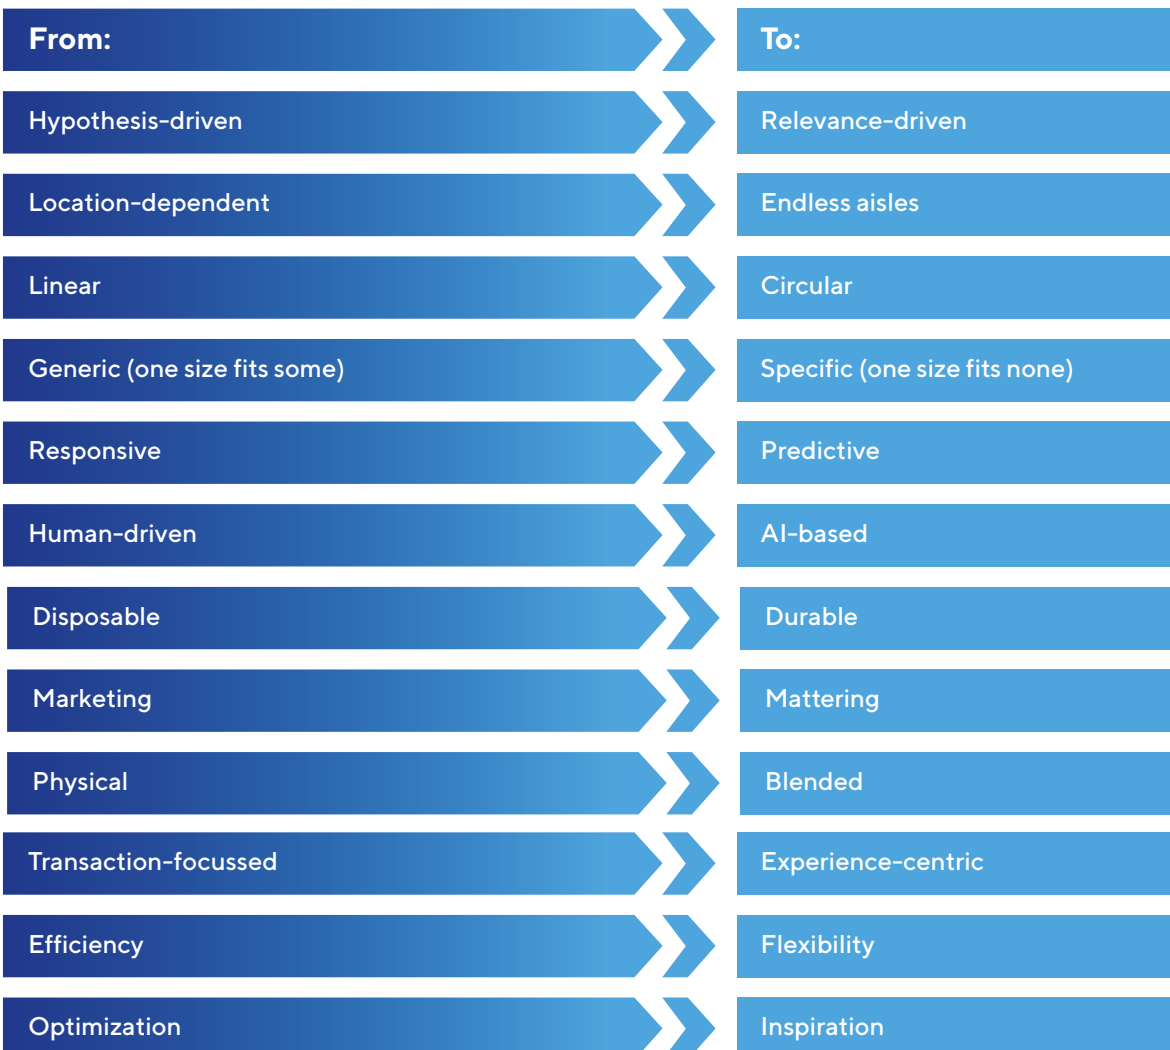 From: To:
Hypothesis-driven Relevance-driven
Location-dependent Endless aisles
Linear Circular
Generic (one size fits some) Specific (one size fits none)
Responsive Predictive
Human-driven AI-based
Disposable Durable
Marketing Mattering
Physical Blended
Transaction-focussed Experience-centric
Efficiency Flexibility
Optimization Inspiration